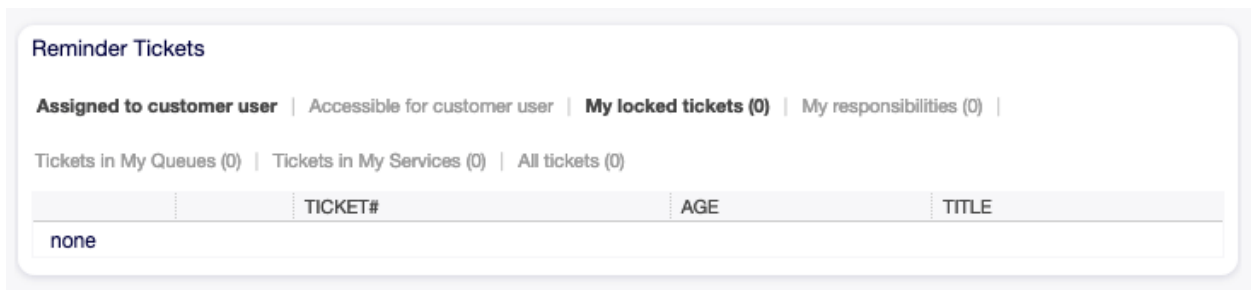 Reminder Tickets
Assigned to customer user | Accessible for customer user | My locked tickets (0) | My responsibilities (0) |
Tickets in My Queues (0) | Tickets in My Services (0) | All tickets (0)
TICKET# AGE TITLE
none